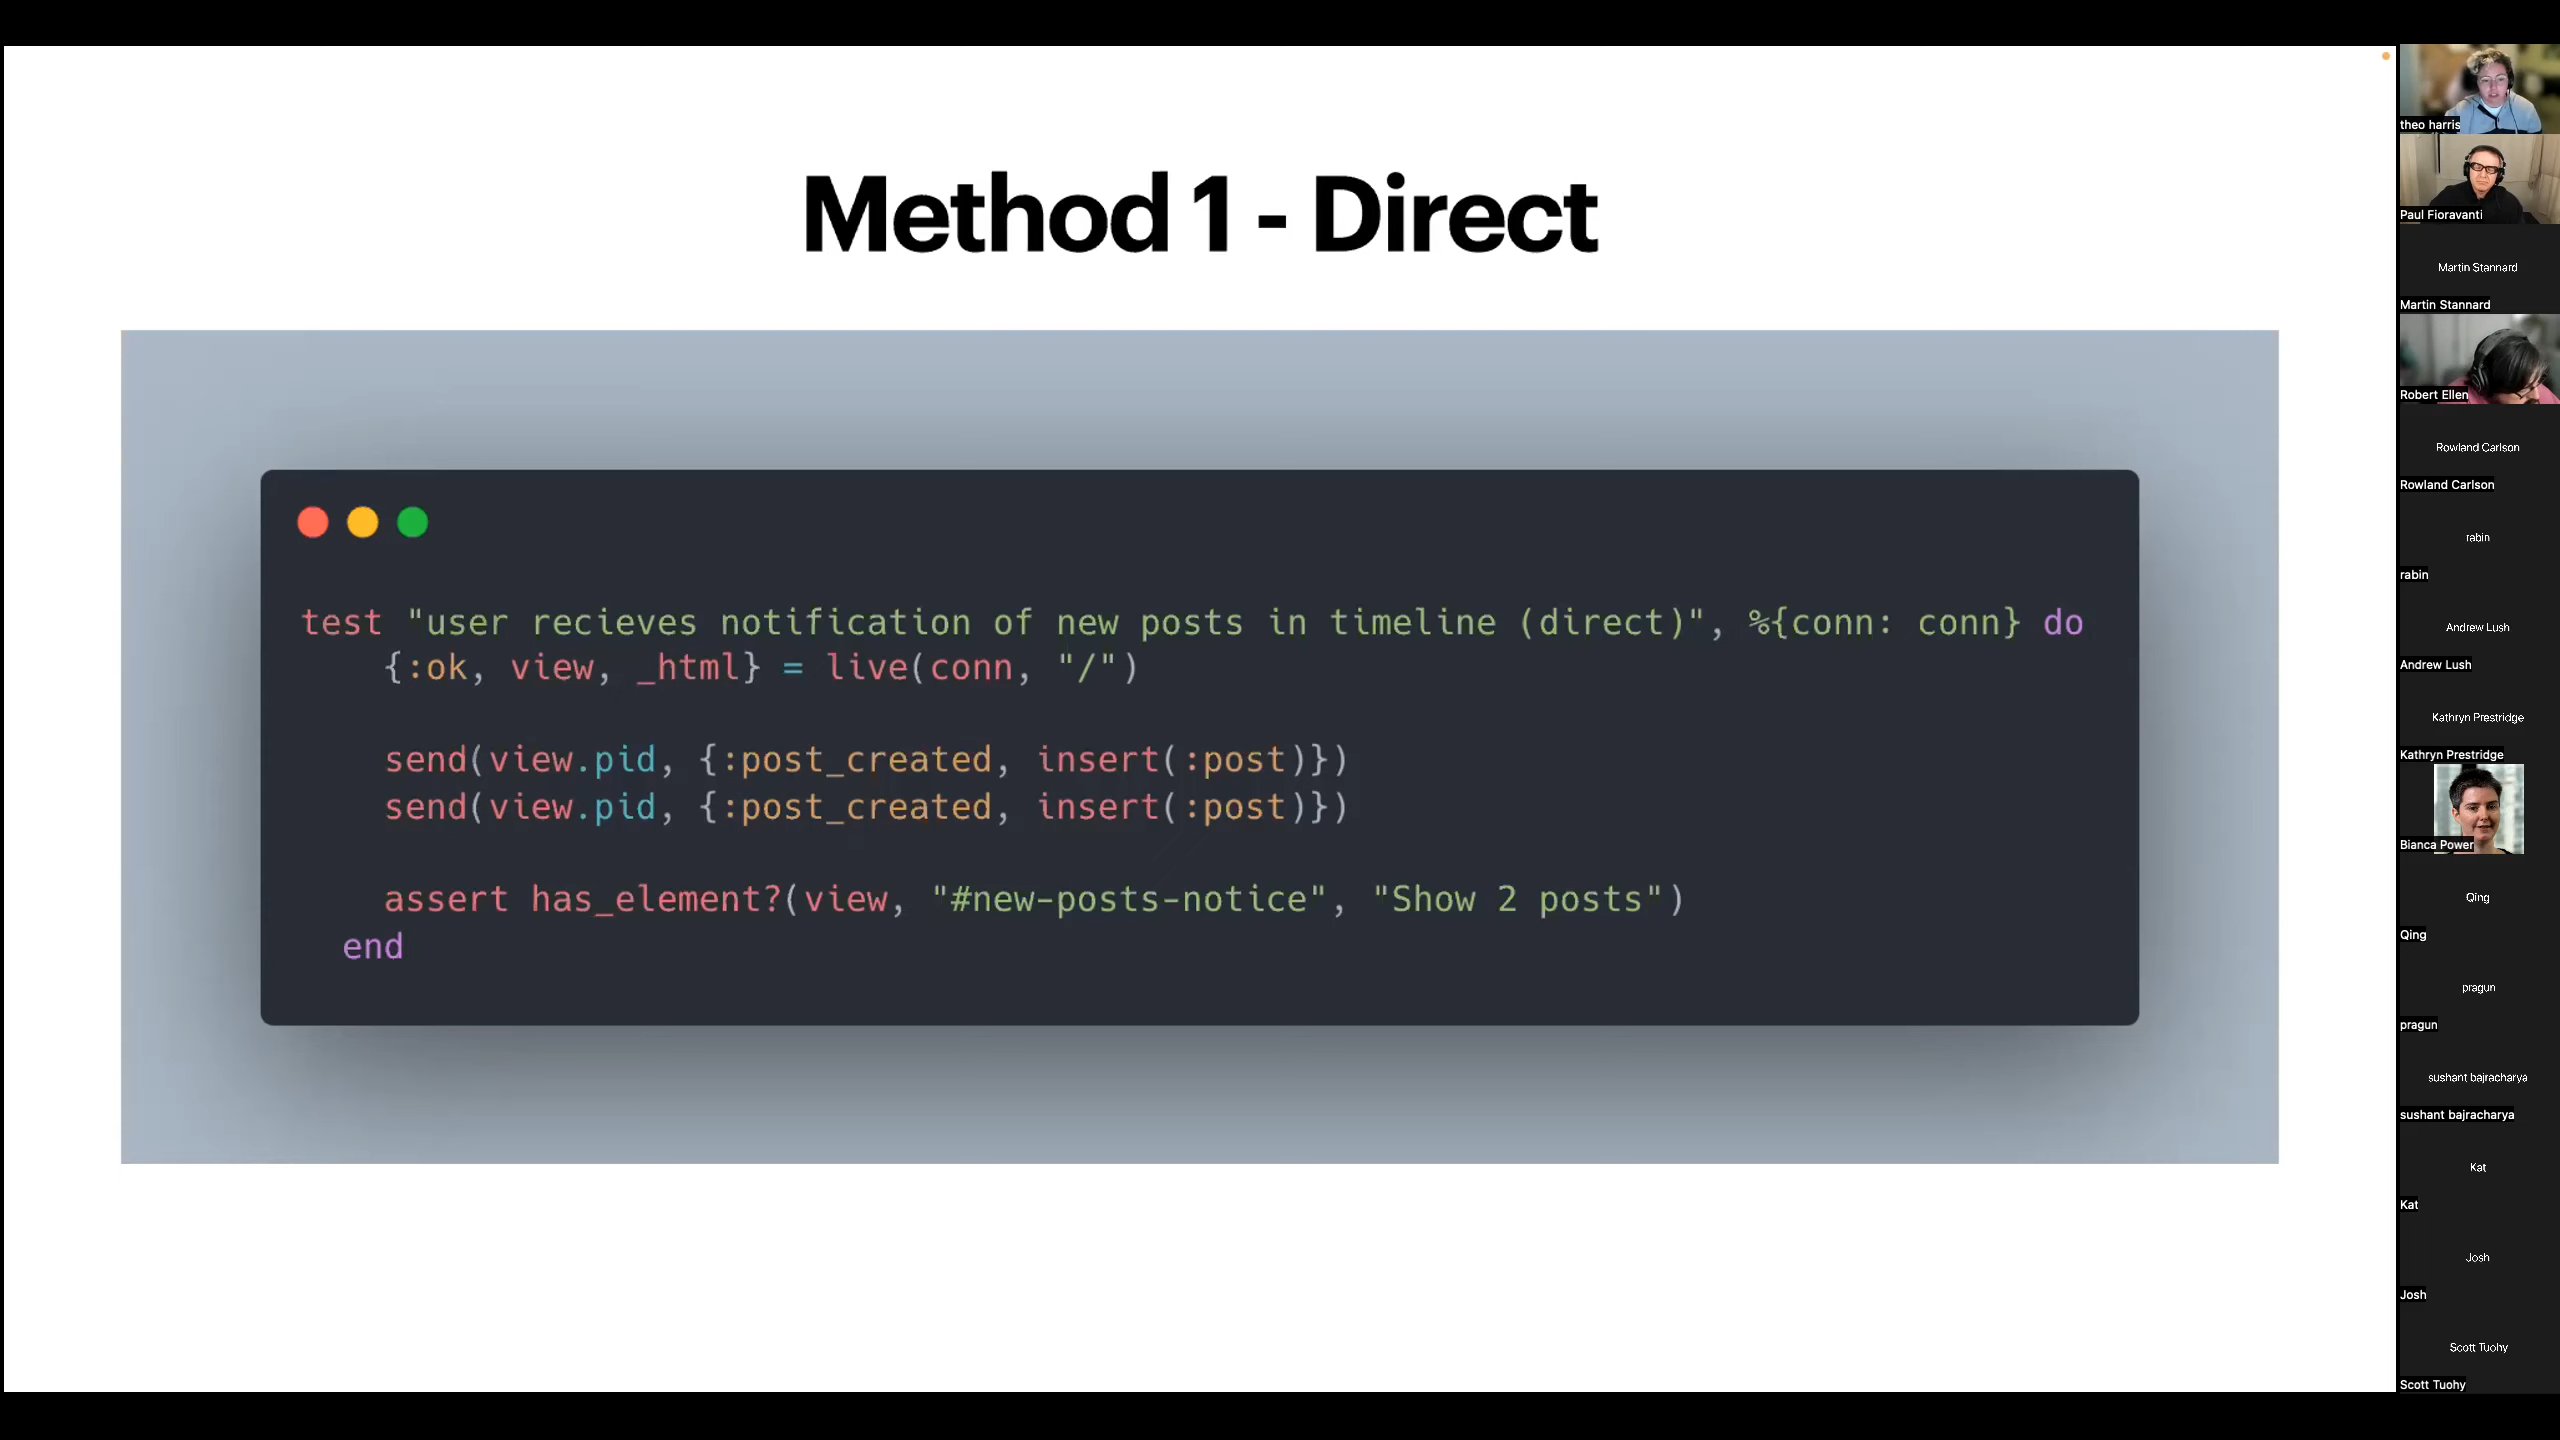 Method 1 - Direct
test "user recieves notification of new posts in timeline (direct)", %{conn: conn} do
{:ok, view, _html} = live(conn, "/")
send(view.pid, {:post_created, insert(:post)})
send(view.pid, {:post_created, insert(:post)})
assert has_element?(view, "#new-posts-notice", "Show 2 posts")
end
theo harris
Paul Fioravanti
Martin Stannard
Martin Stannard
Robert Ellen
Rowland Carlson
Rowland Carlson
rabin
rabin
Andrew Lush
Andrew Lush
Kathryn Prestridge
Kathryn Prestridge
Bianca Power
Qing
Qing
pragun
pragun
sushant bajracharya
sushant bajracharya
Kat
Kat
Josh
Josh
Scott Tuohy
Scott Tuohy